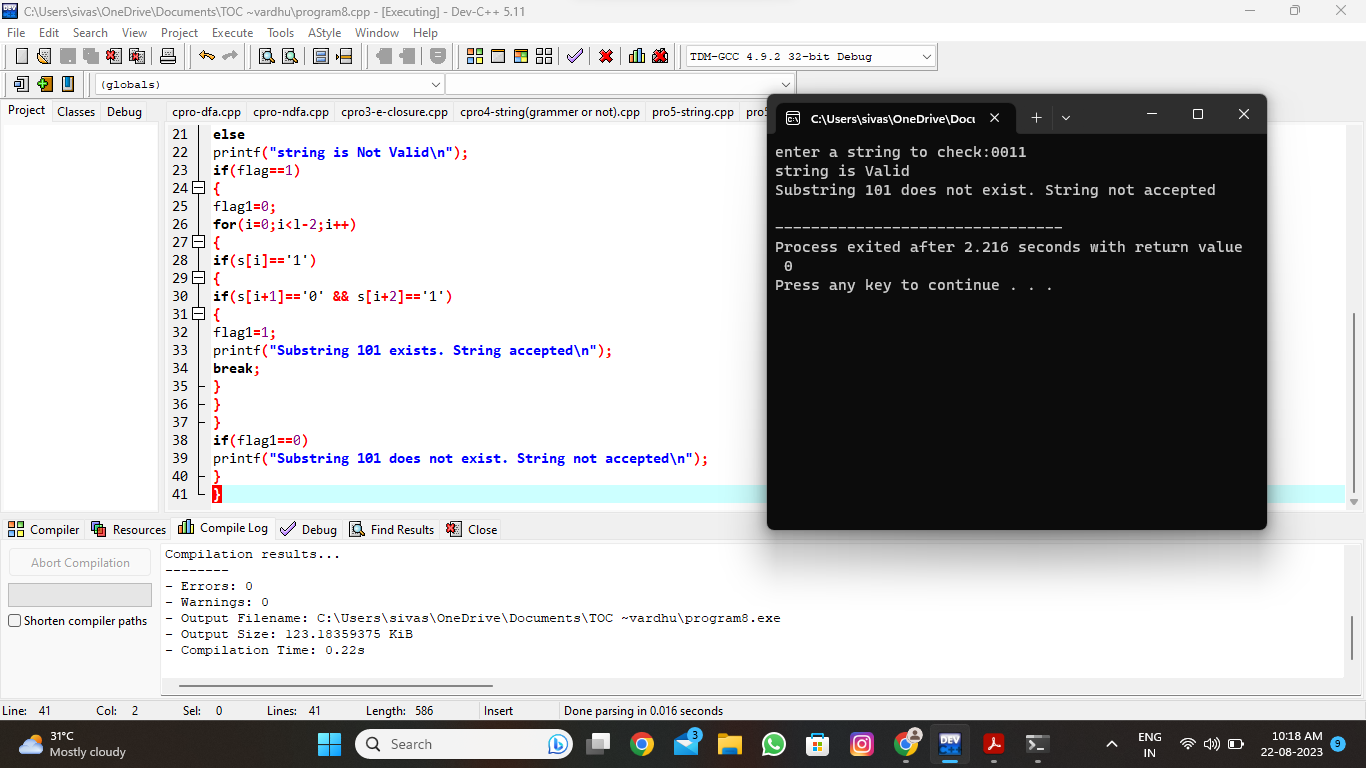 C:\Users\sivas\OneDrive\Documents\TOC ~vardhu\program8.cpp - [Executing] - Dev-C++ 5.11
File Edit Search View Project Execute Tools AStyle Window Help
TDM-GCC 4.9.2 32-bit Debug
(globals)
Project Classes Debug
cpro-dfa.cpp cpro-ndfa.cpp cpro3-e-closure.cpp cpro4-string(grammer or not).cpp pro5-string.cpp
21 else
22 printf("string is Not Valid\n");
23 if(flag==1)
24 {
25 flag1=0;
26 for(i=0;i<l-2;i++)
27 {
28 if(s[i]=='1')
29 {
30 if(s[i+1]=='0' && s[i+2]=='1')
31 {
32 flag1=1;
33 printf("Substring 101 exists. String accepted\n");
34 break;
35 }
36 }
37 }
38 if(flag1==0)
39 printf("Substring 101 does not exist. String not accepted\n");
40 }
41 }
C:\Users\sivas\OneDrive\Docu
enter a string to check:0011
string is Valid
Substring 101 does not exist. String not accepted
--------------------------------
Process exited after 2.216 seconds with return value
0
Press any key to continue . . .
Compiler Resources Compile Log Debug Find Results Close
Abort Compilation
Shorten compiler paths
Compilation results...
--------
- Errors: 0
- Warnings: 0
- Output Filename: C:\Users\sivas\OneDrive\Documents\TOC ~vardhu\program8.exe
- Output Size: 123.18359375 KiB
- Compilation Time: 0.22s
Line: 41 Col: 2 Sel: 0 Lines: 41 Length: 586 Insert Done parsing in 0.016 seconds
31°C
Mostly cloudy
Search
3
DEV
ENG
IN
10:18 AM
22-08-2023
9